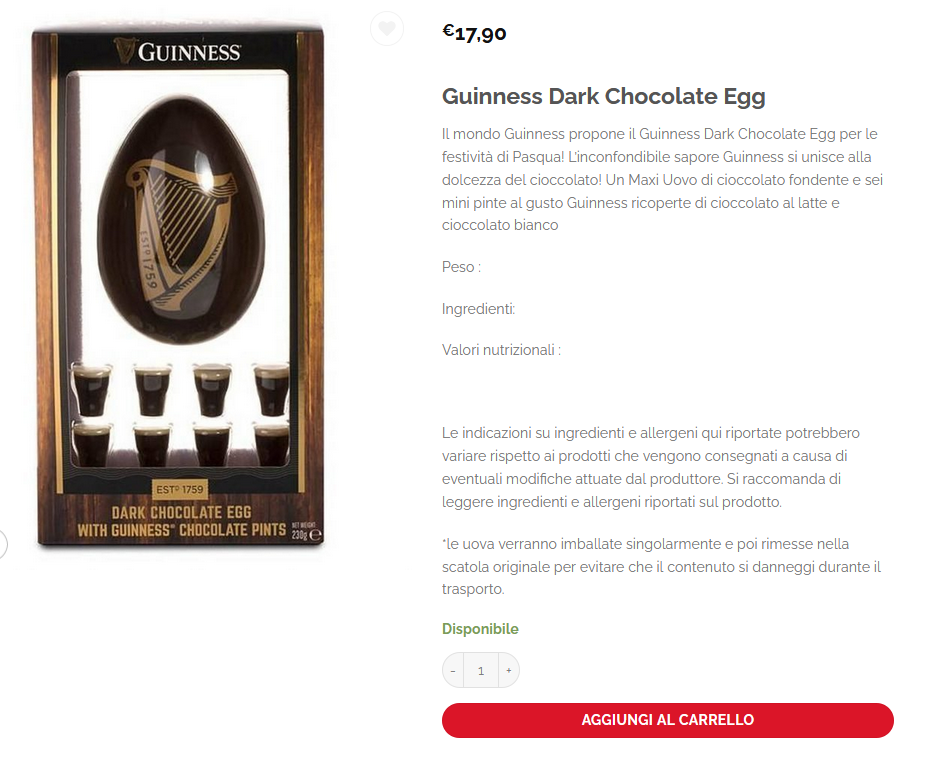 GUINNESS
ESTD 1759
ESTD 1759
DARK CHOCOLATE EGG
WITH GUINNESS® CHOCOLATE PINTS
NET WEIGHT
230g ℮
€17,90
Guinness Dark Chocolate Egg
Il mondo Guinness propone il Guinness Dark Chocolate Egg per le
festività di Pasqua! L'inconfondibile sapore Guinness si unisce alla
dolcezza del cioccolato! Un Maxi Uovo di cioccolato fondente e sei
mini pinte al gusto Guinness ricoperte di cioccolato al latte e
cioccolato bianco
Peso :
Ingredienti:
Valori nutrizionali :
Le indicazioni su ingredienti e allergeni qui riportate potrebbero
variare rispetto ai prodotti che vengono consegnati a causa di
eventuali modifiche attuate dal produttore. Si raccomanda di
leggere ingredienti e allergeni riportati sul prodotto.
*le uova verranno imballate singolarmente e poi rimesse nella
scatola originale per evitare che il contenuto si danneggi durante il
trasporto.
Disponibile
- 1 +
AGGIUNGI AL CARRELLO